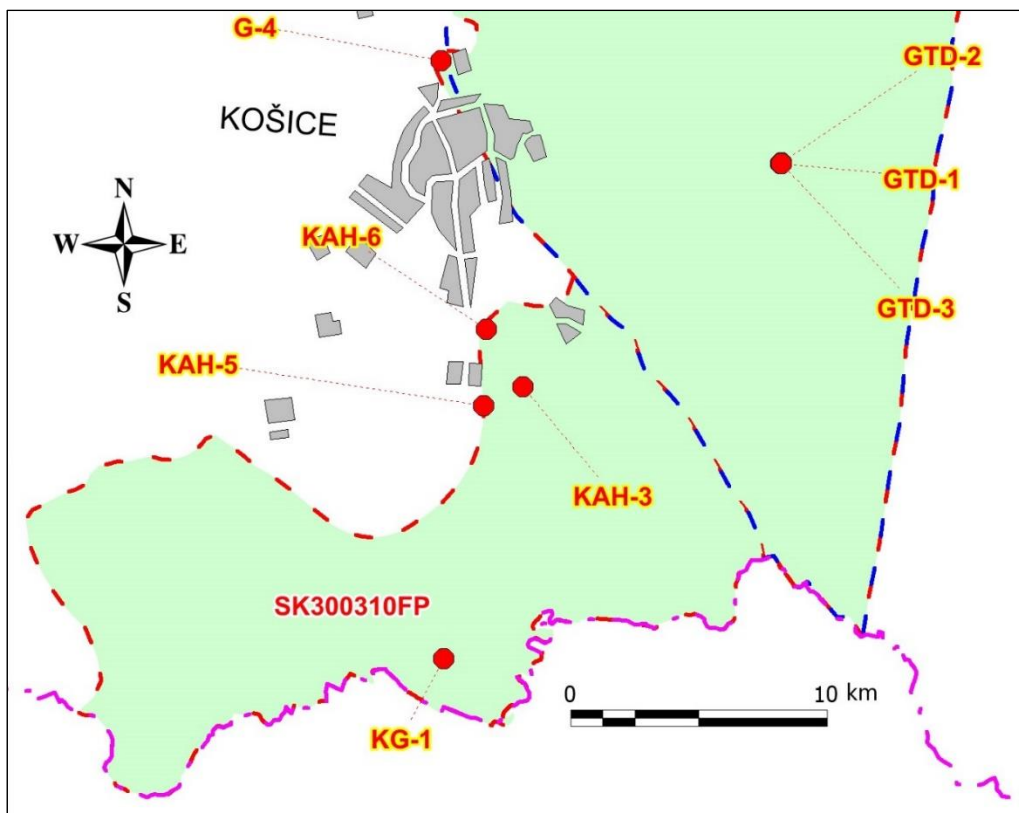 G-4
GTD-2
KOŠICE
GTD-1
N
KAH-6
W
E
S
GTD-3
KAH-5
KAH-3
SK300310FP
0
10 km
KG-1